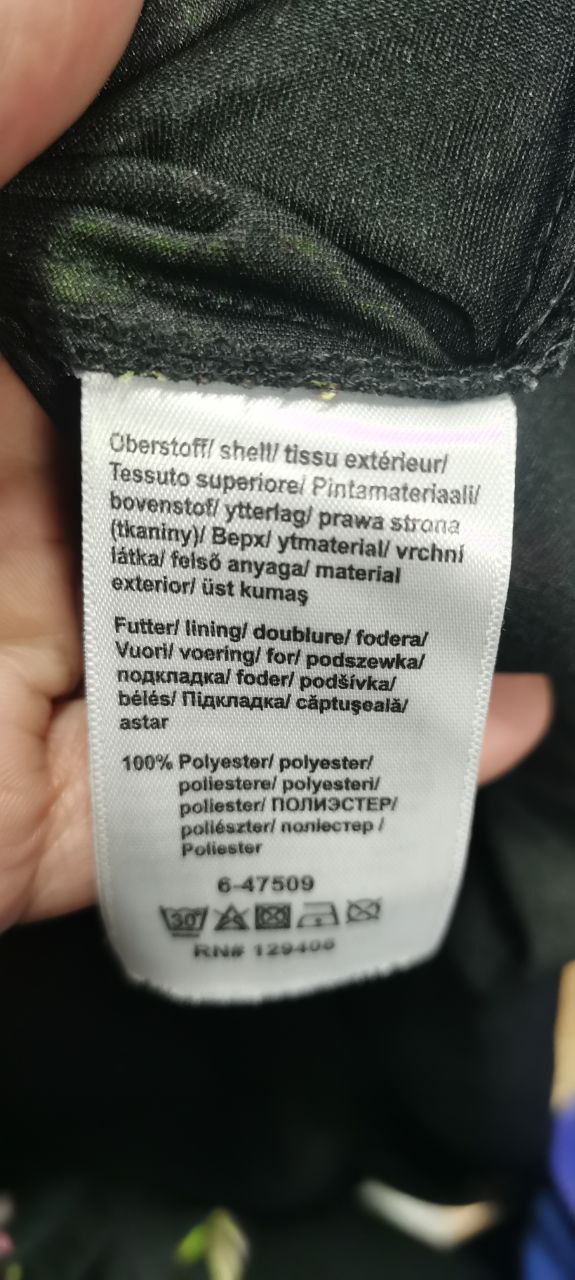 Oberstoff/ shell/ tissu extérieur/
Tessuto superiore/ Pintamateriaali/
bovenstof/ ytterlag/ prawa strona
(tkaniny)/ Верх/ ytmaterial/ vrchní
látka/ felső anyaga/ material
exterior/ üst kumaş
Futter/ lining/ doublure/ fodera/
Vuori/ voering/ for/ podszewka/
подкладка/ foder/ podšívka/
bélés/ Підкладка/ căptuşeală/
astar
100% Polyester/ polyester/
poliestere/ polyesteri/
poliester/ ПОЛИЭСТЕР/
poliészter/ поліестер /
Poliester
6-47509
30
RN# 129406